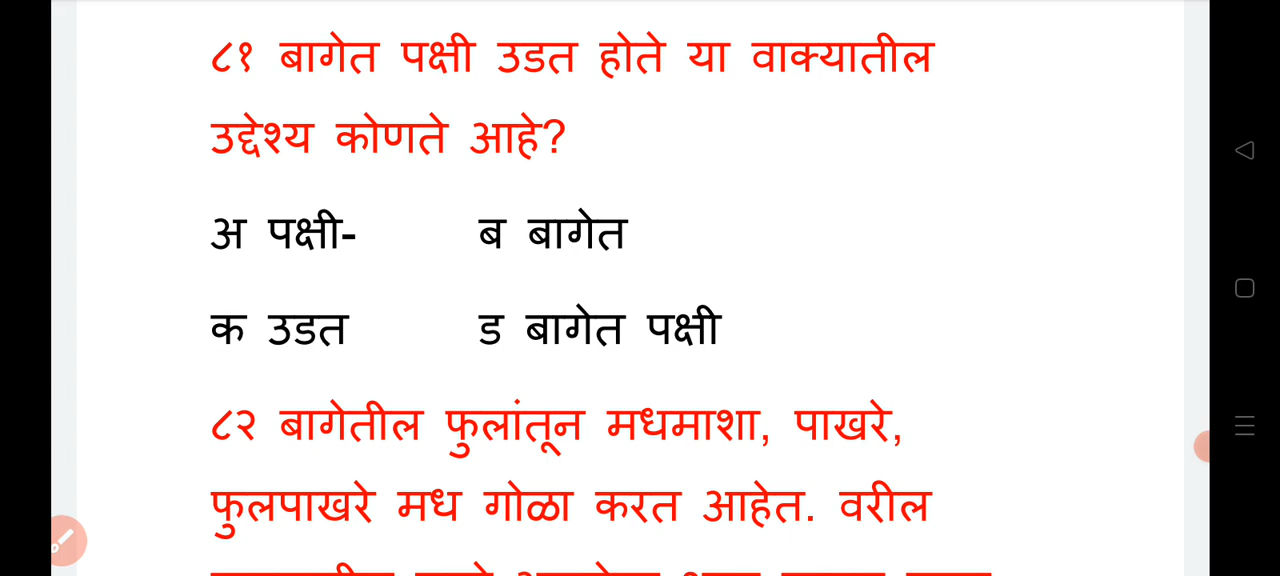 ८१ बागेत पक्षी उडत होते या वाक्यातील
उद्देश्य कोणते आहे?
अ पक्षी- ब बागेत
क उडत ड बागेत पक्षी
८२ बागेतील फुलांतून मधमाशा, पाखरे,
फुलपाखरे मध गोळा करत आहेत. वरील